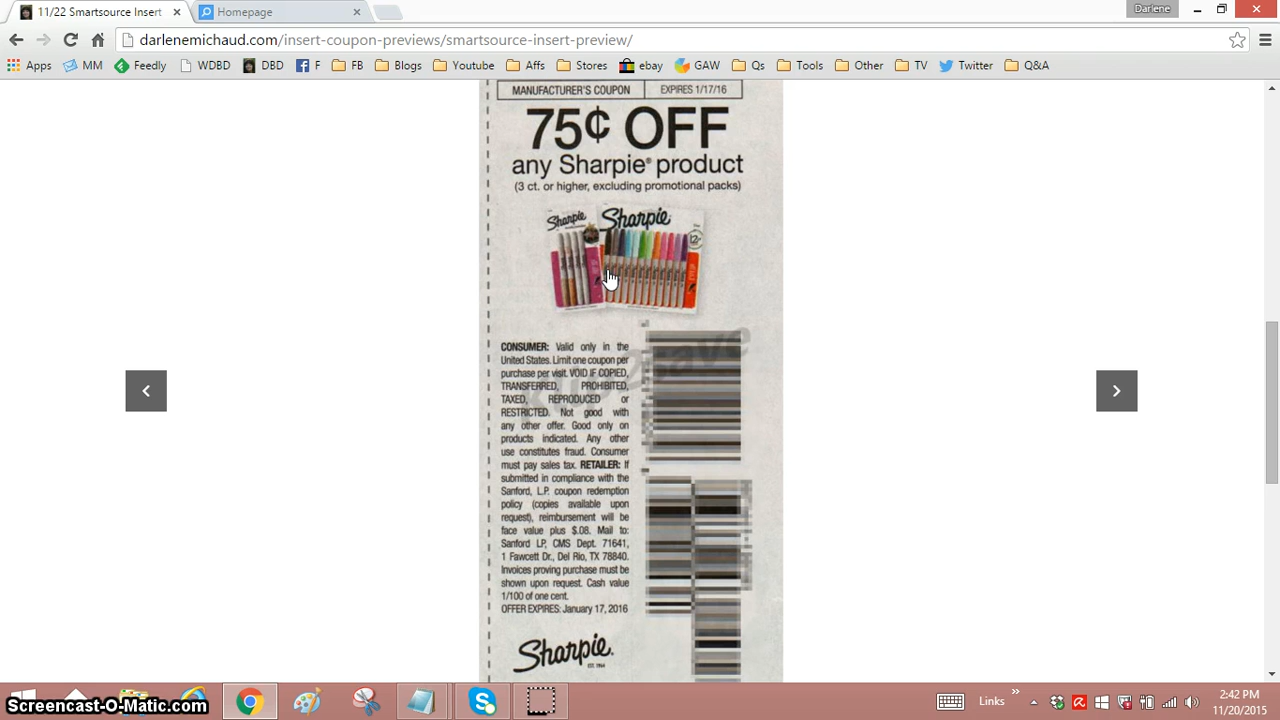 11/22 Smartsource Insert
Homepage
Darlene
darlenemichaud.com/insert-coupon-previews/smartsource-insert-preview/
Apps MM Feedly WDBD DBD F FB Blogs Youtube Affs Stores ebay GAW Qs Tools Other TV Twitter Q&A
MANUFACTURER'S COUPON EXPIRES 1/17/16
75¢ OFF
any Sharpie® product
(3 ct. or higher, excluding promotional packs)
Sharpie Sharpie
12
CONSUMER: Valid only in the
United States. Limit one coupon per
purchase per visit. VOID IF COPIED,
TRANSFERRED, PROHIBITED,
TAXED, REPRODUCED or
RESTRICTED. Not good with
any other offer. Good only on
products indicated. Any other
use constitutes fraud. Consumer
must pay sales tax. RETAILER: If
submitted in compliance with the
Sanford, L.P. coupon redemption
policy (copies available upon
request), reimbursement will be
face value plus $.08. Mail to:
Sanford LP, CMS Dept. 71641,
1 Fawcett Dr., Del Rio, TX 78840.
Invoices proving purchase must be
shown upon request. Cash value
1/100 of one cent.
OFFER EXPIRES: January 17, 2016
Klip2save
Sharpie.
EST. 1964
Screencast-O-Matic.com
Links
2:42 PM
11/20/2015